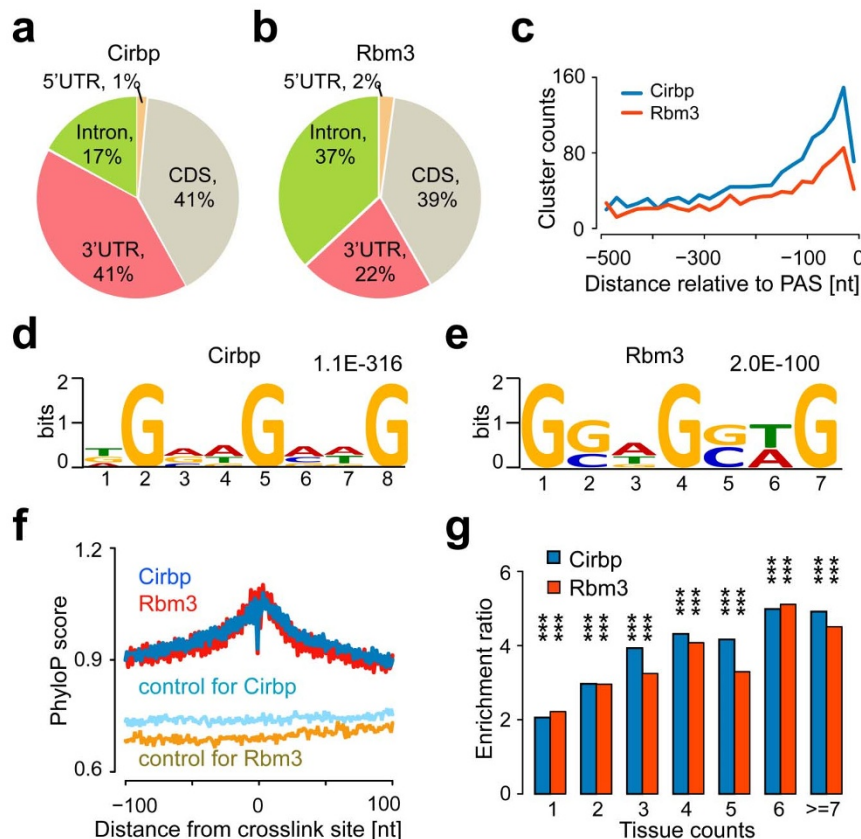 a
Cirbp
5'UTR, 1%
Intron,
17%
CDS,
41%
3'UTR,
41%
b
Rbm3
5'UTR, 2%
Intron,
37%
CDS,
39%
3'UTR,
22%
c
Cluster counts
160
80
0
Cirbp
Rbm3
−500 −300 −100 0
Distance relative to PAS [nt]
d
Cirbp 1.1E-316
bits
2
1
0
T G A A G A A G
G G T C T
A C
1 2 3 4 5 6 7 8
e
Rbm3 2.0E-100
bits
2
1
0
G G A G G T G
C T C A
G
1 2 3 4 5 6 7
f
PhyloP score
1.2
0.9
0.6
Cirbp
Rbm3
control for Cirbp
control for Rbm3
−100 0 100
Distance from crosslink site [nt]
g
Enrichment ratio
6
4
2
0
Cirbp
Rbm3
*** *** *** *** *** *** *** *** *** *** *** *** *** ***
1 2 3 4 5 6 >=7
Tissue counts